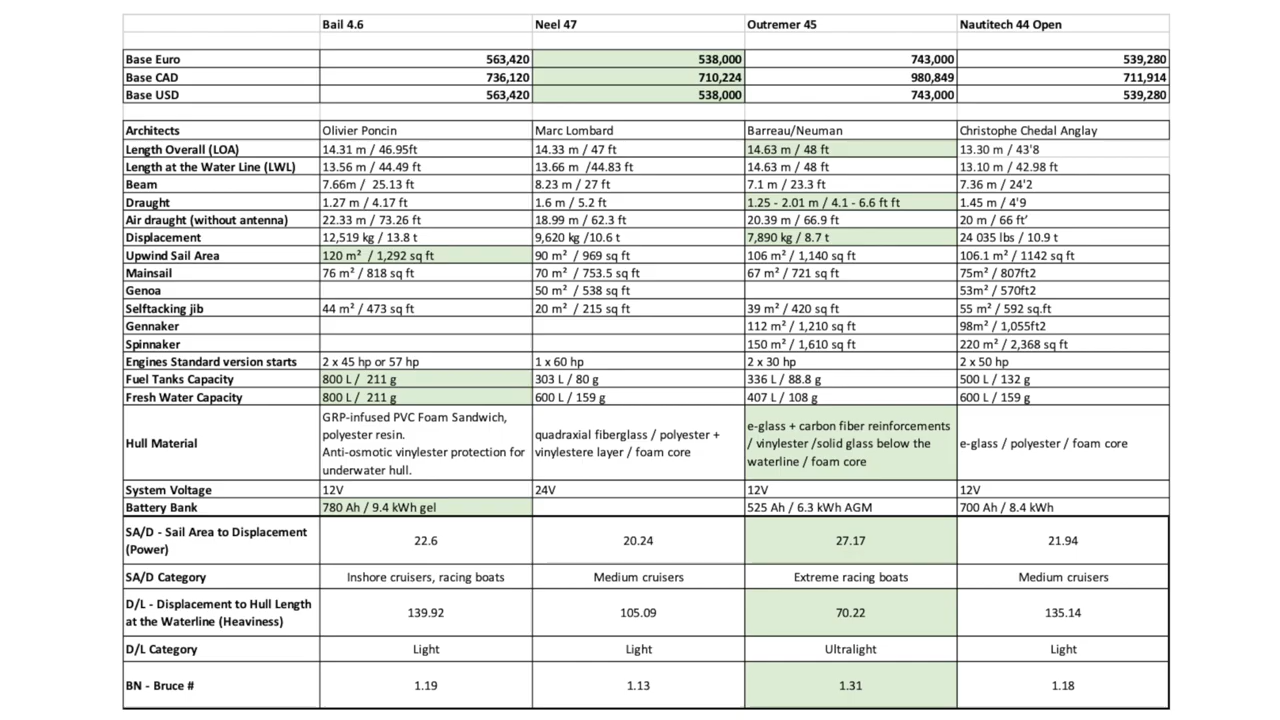 Bail 4.6 Neel 47 Outremer 45 Nautitech 44 Open
Base Euro 563,420 538,000 743,000 539,280
Base CAD 736,120 710,224 980,849 711,914
Base USD 563,420 538,000 743,000 539,280
Architects Olivier Poncin Marc Lombard Barreau/Neuman Christophe Chedal Anglay
Length Overall (LOA) 14.31 m / 46.95ft 14.33 m / 47 ft 14.63 m / 48 ft 13.30 m / 43'8
Length at the Water Line (LWL) 13.56 m / 44.49 ft 13.66 m /44.83 ft 14.63 m / 48 ft 13.10 m / 42.98 ft
Beam 7.66m / 25.13 ft 8.23 m / 27 ft 7.1 m / 23.3 ft 7.36 m / 24'2
Draught 1.27 m / 4.17 ft 1.6 m / 5.2 ft 1.25 - 2.01 m / 4.1 - 6.6 ft ft 1.45 m / 4'9
Air draught (without antenna) 22.33 m / 73.26 ft 18.99 m / 62.3 ft 20.39 m / 66.9 ft 20 m / 66 ft’
Displacement 12,519 kg / 13.8 t 9,620 kg /10.6 t 7,890 kg / 8.7 t 24 035 lbs / 10.9 t
Upwind Sail Area 120 m² / 1,292 sq ft 90 m² / 969 sq ft 106 m² / 1,140 sq ft 106.1 m² / 1142 sq ft
Mainsail 76 m² / 818 sq ft 70 m² / 753.5 sq ft 67 m² / 721 sq ft 75m² / 807ft2
Genoa 50 m² / 538 sq ft 53m² / 570ft2
Selftacking jib 44 m² / 473 sq ft 20 m² / 215 sq ft 39 m² / 420 sq ft 55 m² / 592 sq.ft
Gennaker 112 m² / 1,210 sq ft 98m² / 1,055ft2
Spinnaker 150 m² / 1,610 sq ft 220 m² / 2,368 sq ft
Engines Standard version starts 2 x 45 hp or 57 hp 1 x 60 hp 2 x 30 hp 2 x 50 hp
Fuel Tanks Capacity 800 L / 211 g 303 L / 80 g 336 L / 88.8 g 500 L / 132 g
Fresh Water Capacity 800 L / 211 g 600 L / 159 g 407 L / 108 g 600 L / 159 g
Hull Material
GRP-infused PVC Foam Sandwich,
polyester resin.
Anti-osmotic vinylester protection for
underwater hull.
quadraxial fiberglass / polyester +
vinylestere layer / foam core
e-glass + carbon fiber reinforcements
/ vinylester /solid glass below the
waterline / foam core
e-glass / polyester / foam core
System Voltage 12V 24V 12V 12V
Battery Bank 780 Ah / 9.4 kWh gel 525 Ah / 6.3 kWh AGM 700 Ah / 8.4 kWh
SA/D - Sail Area to Displacement
(Power)
22.6 20.24 27.17 21.94
SA/D Category Inshore cruisers, racing boats Medium cruisers Extreme racing boats Medium cruisers
D/L - Displacement to Hull Length
at the Waterline (Heaviness)
139.92 105.09 70.22 135.14
D/L Category Light Light Ultralight Light
BN - Bruce # 1.19 1.13 1.31 1.18